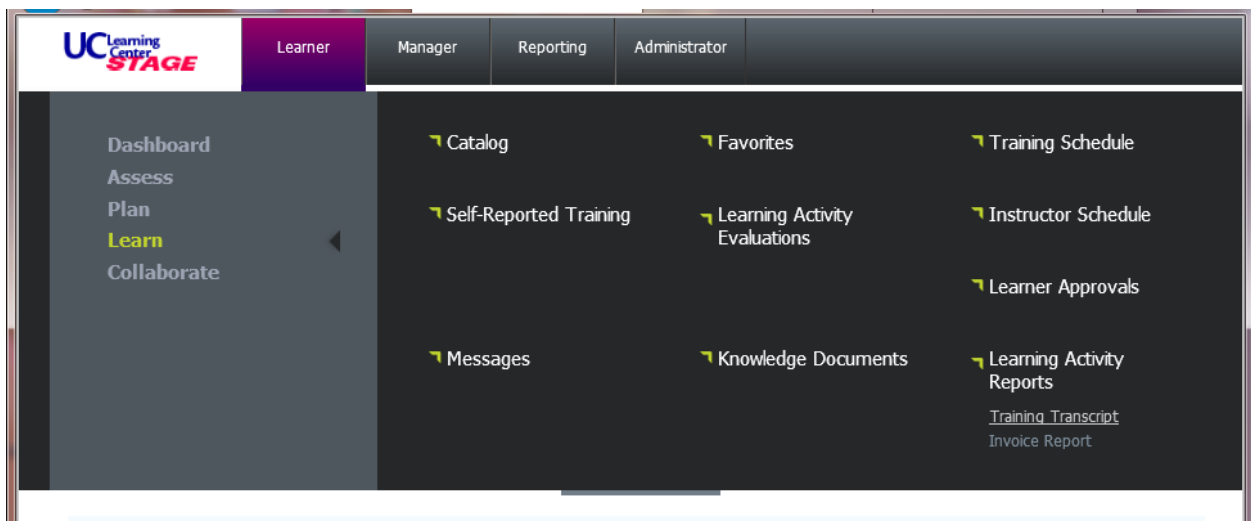 UC Learning
Center
STAGE
Learner
Manager
Reporting
Administrator
Dashboard
Assess
Plan
Learn
Collaborate
Catalog
Favorites
Training Schedule
Self-Reported Training
Learning Activity
Evaluations
Instructor Schedule
Learner Approvals
Messages
Knowledge Documents
Learning Activity
Reports
Training Transcript
Invoice Report